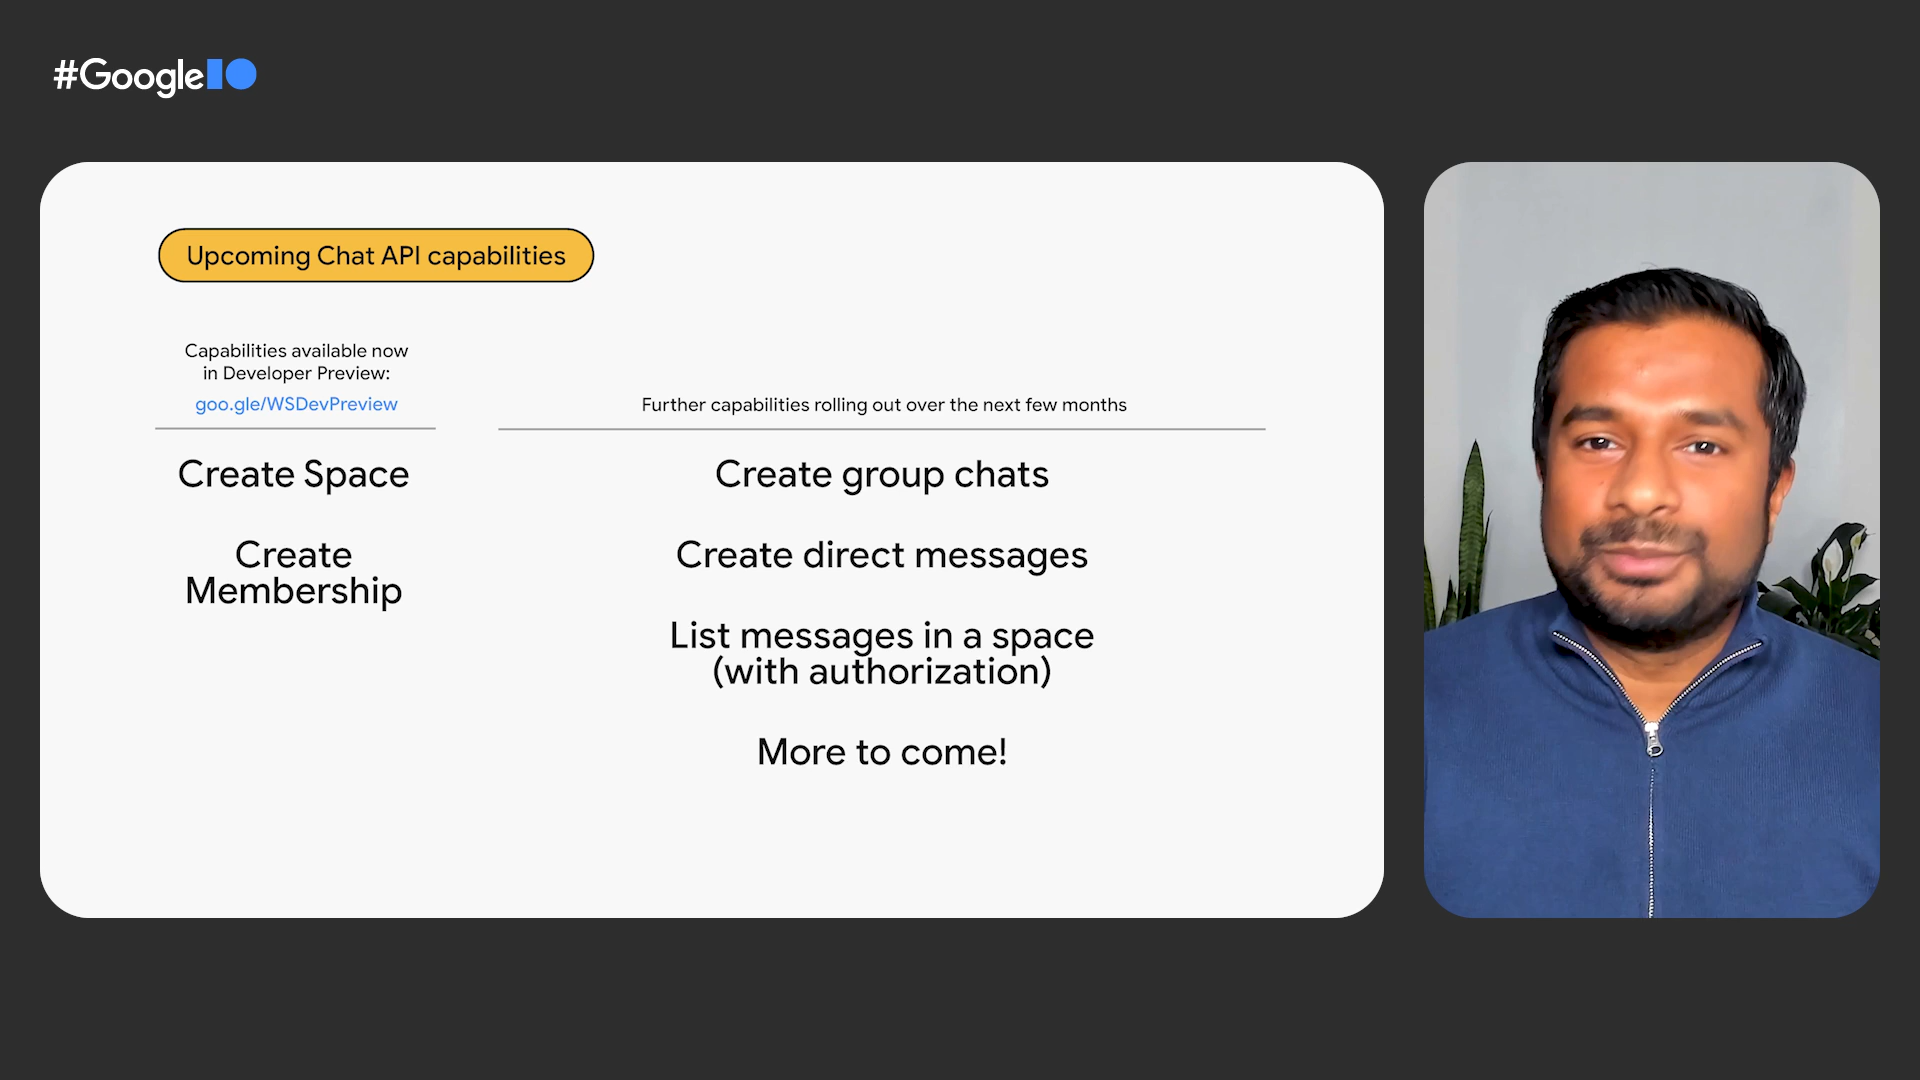 #GoogleIO
Upcoming Chat API capabilities
Capabilities available now
in Developer Preview:
goo.gle/WSDevPreview
Create Space
Create
Membership
Further capabilities rolling out over the next few months
Create group chats
Create direct messages
List messages in a space
(with authorization)
More to come!